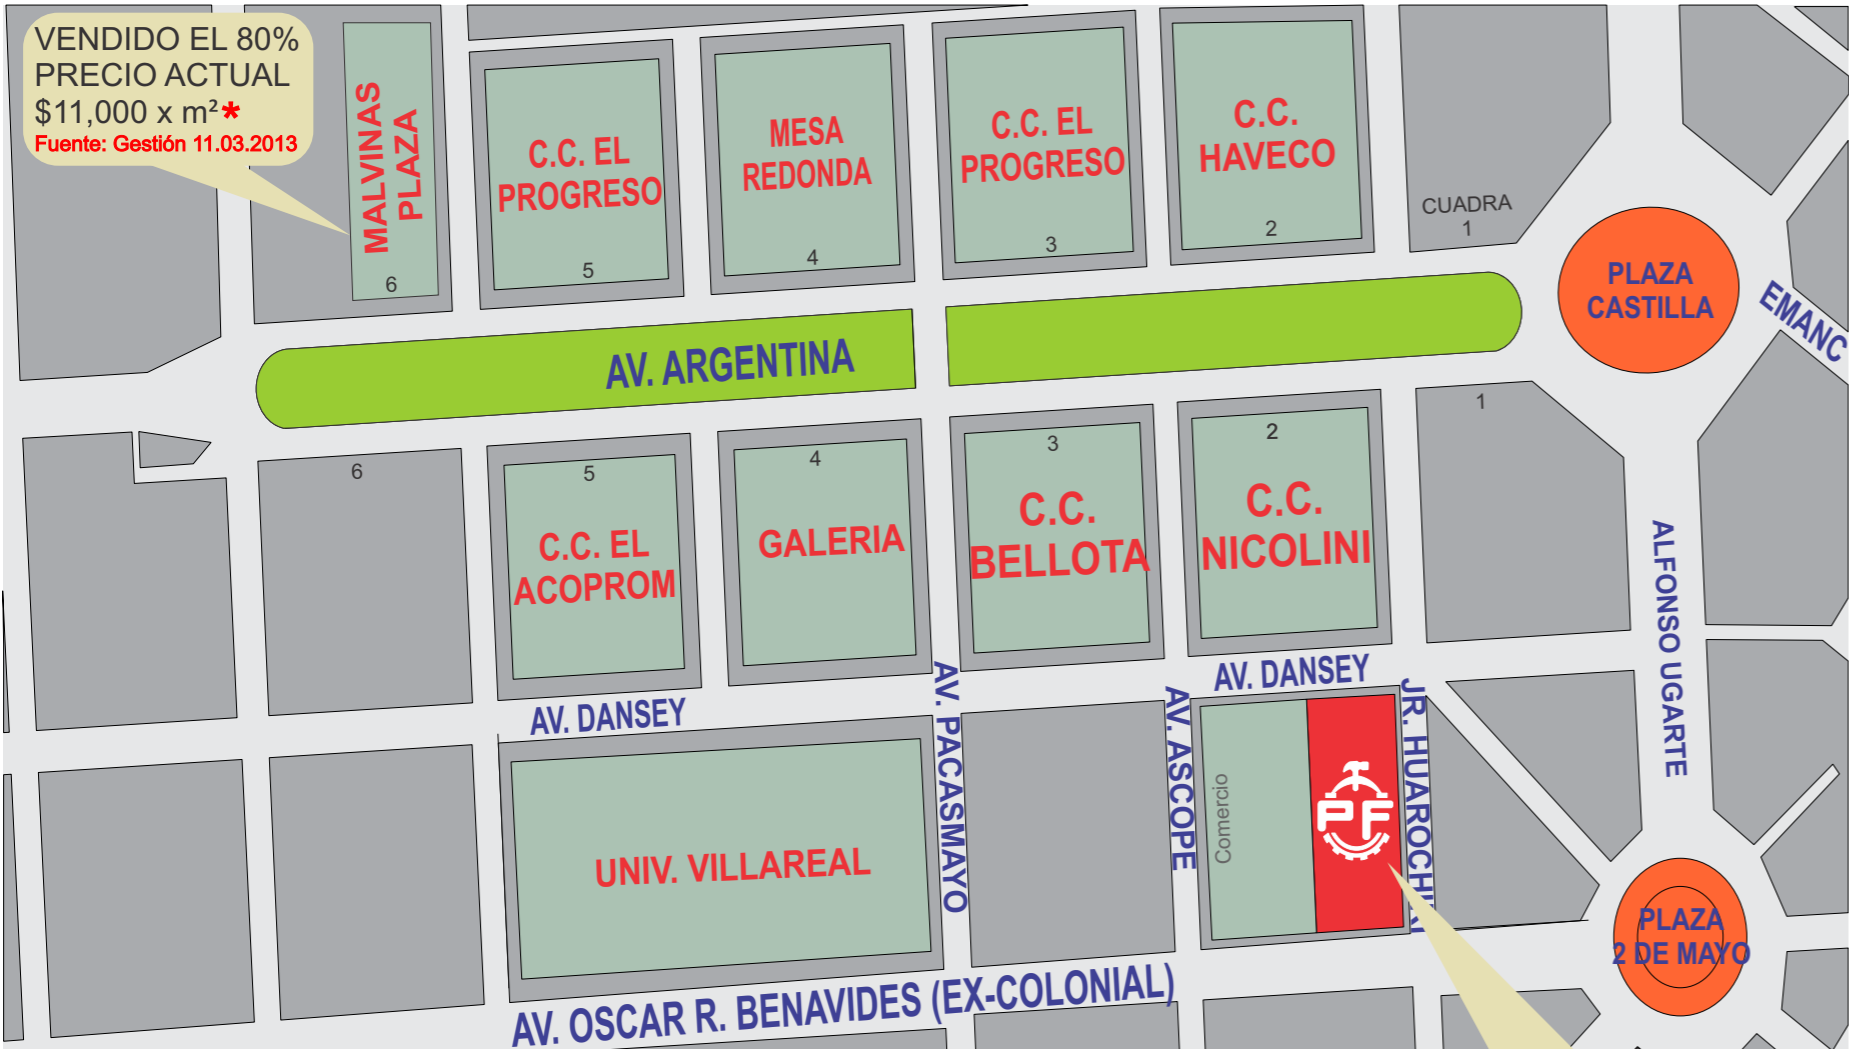 VENDIDO EL 80%
PRECIO ACTUAL
$11,000 x m²*
Fuente: Gestión 11.03.2013
MALVINAS
PLAZA
6
C.C. EL
PROGRESO
5
MESA
REDONDA
4
C.C. EL
PROGRESO
3
C.C.
HAVECO
2
CUADRA
1
PLAZA
CASTILLA
EMANC
AV. ARGENTINA
6
5
C.C. EL
ACOPROM
4
GALERIA
3
C.C.
BELLOTA
2
C.C.
NICOLINI
1
ALFONSO UGARTE
AV. DANSEY
AV. DANSEY
AV. PACASMAYO
AV. ASCOPE
JR. HUAROCHIRI
UNIV. VILLAREAL
Comercio
PF
PLAZA
2 DE MAYO
AV. OSCAR R. BENAVIDES (EX-COLONIAL)